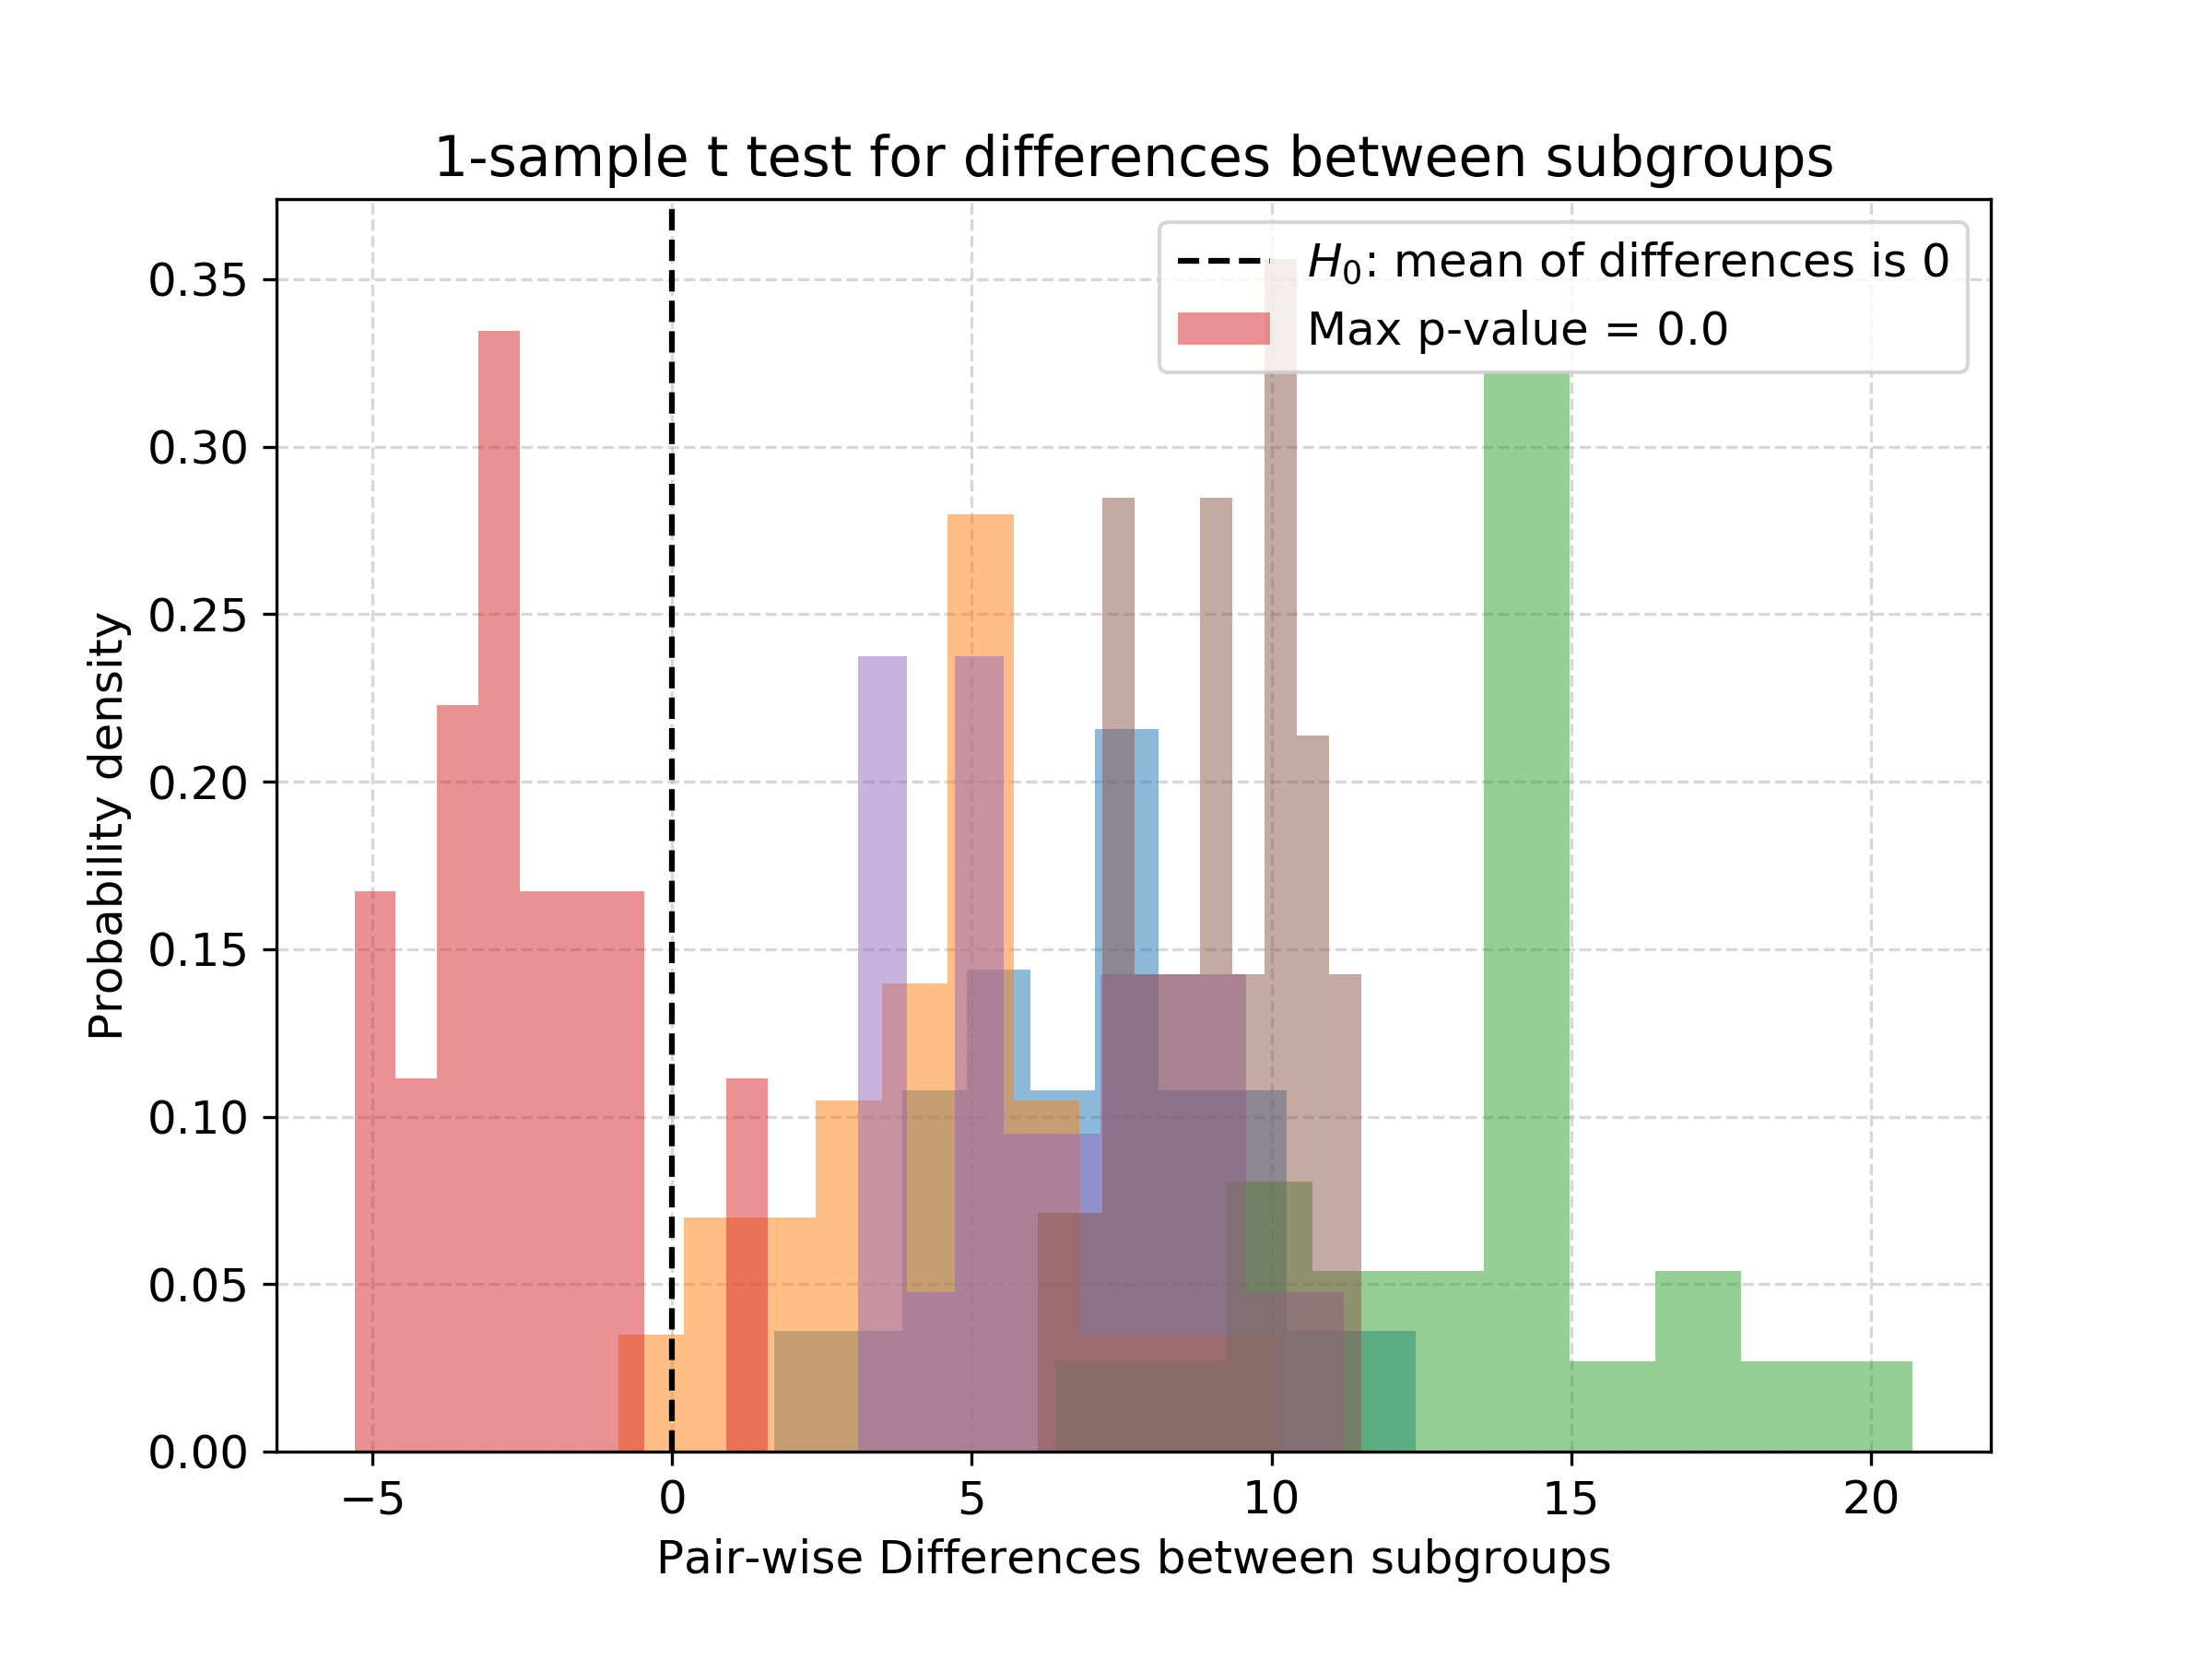 1-sample t test for differences between subgroups
H₀: mean of differences is 0
Max p-value = 0.0
0.35
0.30
0.25
0.20
0.15
0.10
0.05
0.00
Probability density
−5 0 5 10 15 20
Pair-wise Differences between subgroups